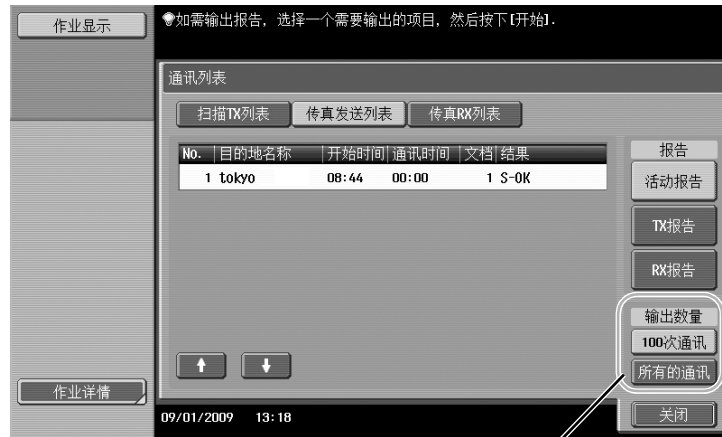 作业显示
如需输出报告，选择一个需要输出的项目，然后按下[开始].
通讯列表
扫描TX列表 传真发送列表 传真RX列表
No. 目的地名称 开始时间 通讯时间 文档 结果
1 tokyo 08:44 00:00 1 S-OK
报告
活动报告
TX报告
RX报告
输出数量
100次通讯
所有的通讯
作业详情
09/01/2009 13:18
关闭